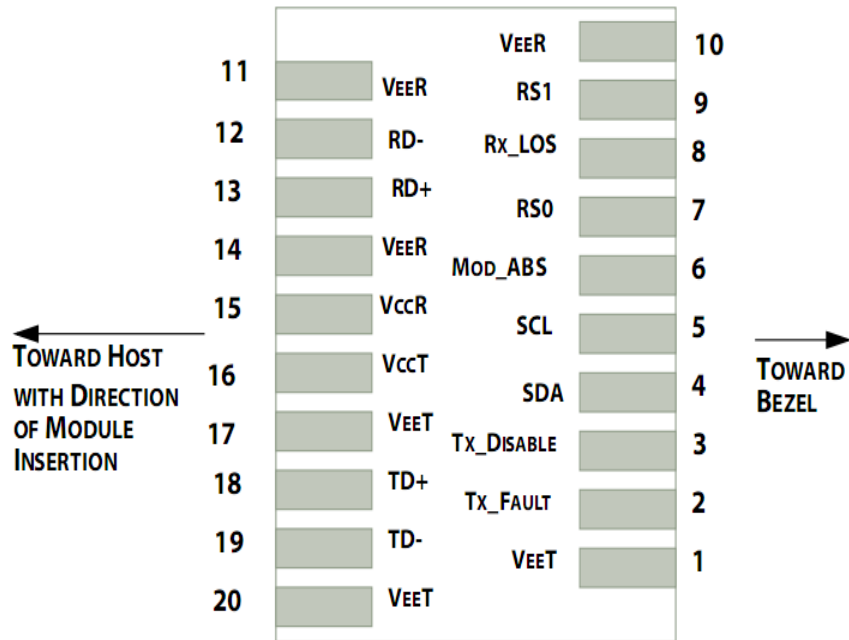 11
VEER
12
RD-
13
RD+
14
VEER
15
VCCR
16
VCCT
17
VEET
18
TD+
19
TD-
20
VEET
VEER
10
RS1
9
RX_LOS
8
RS0
7
MOD_ABS
6
SCL
5
SDA
4
TX_DISABLE
3
TX_FAULT
2
VEET
1
TOWARD HOST
WITH DIRECTION
OF MODULE
INSERTION
TOWARD
BEZEL